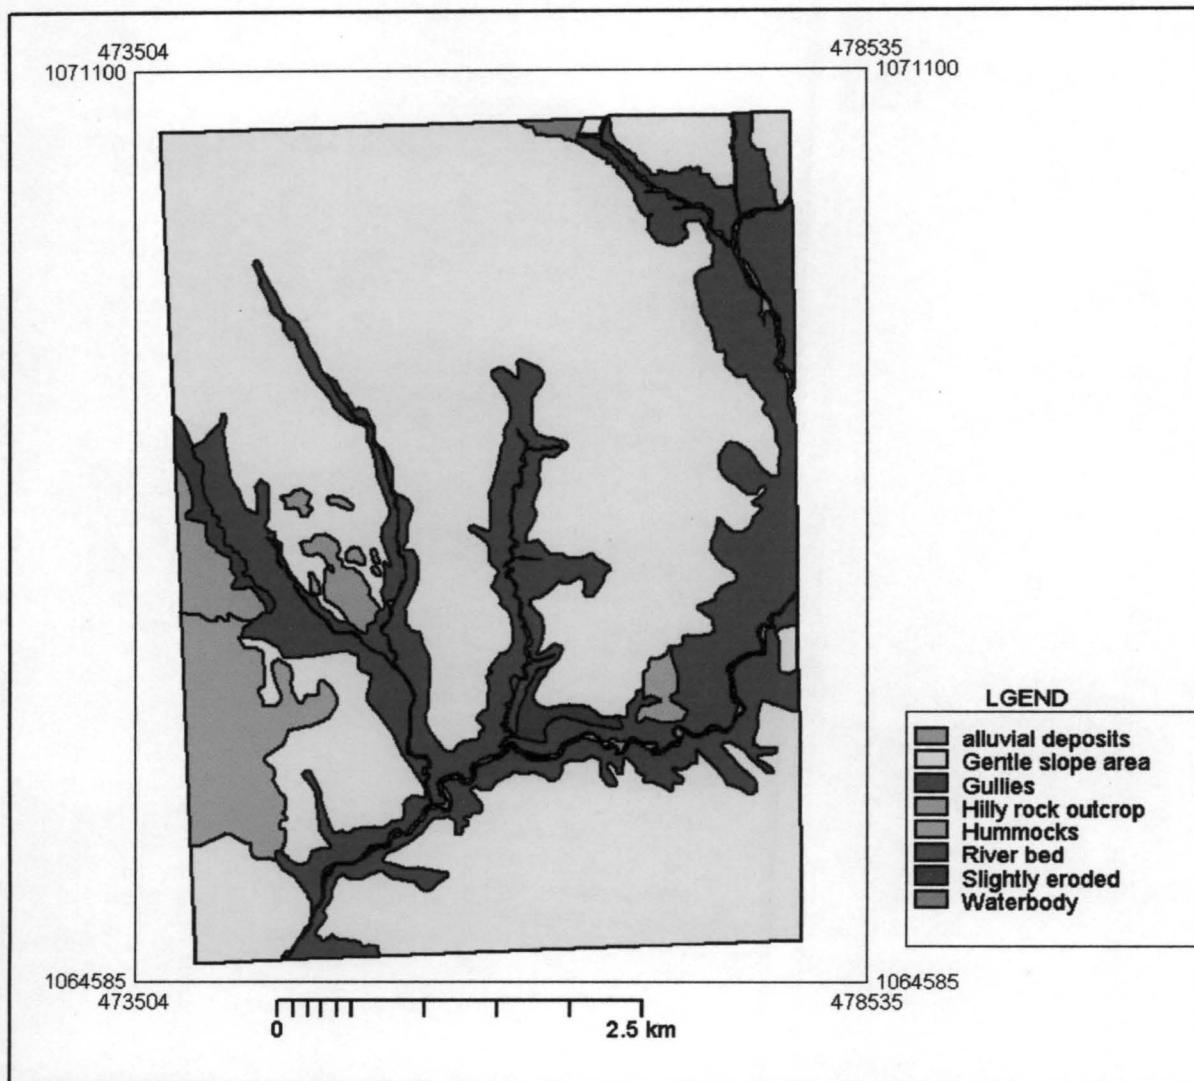 473504
478535
1071100
1071100
LGEND
alluvial deposits
Gentle slope area
Gullies
Hilly rock outcrop
Hummocks
River bed
Slightly eroded
Waterbody
1064585
1064585
473504
478535
0
2.5 km